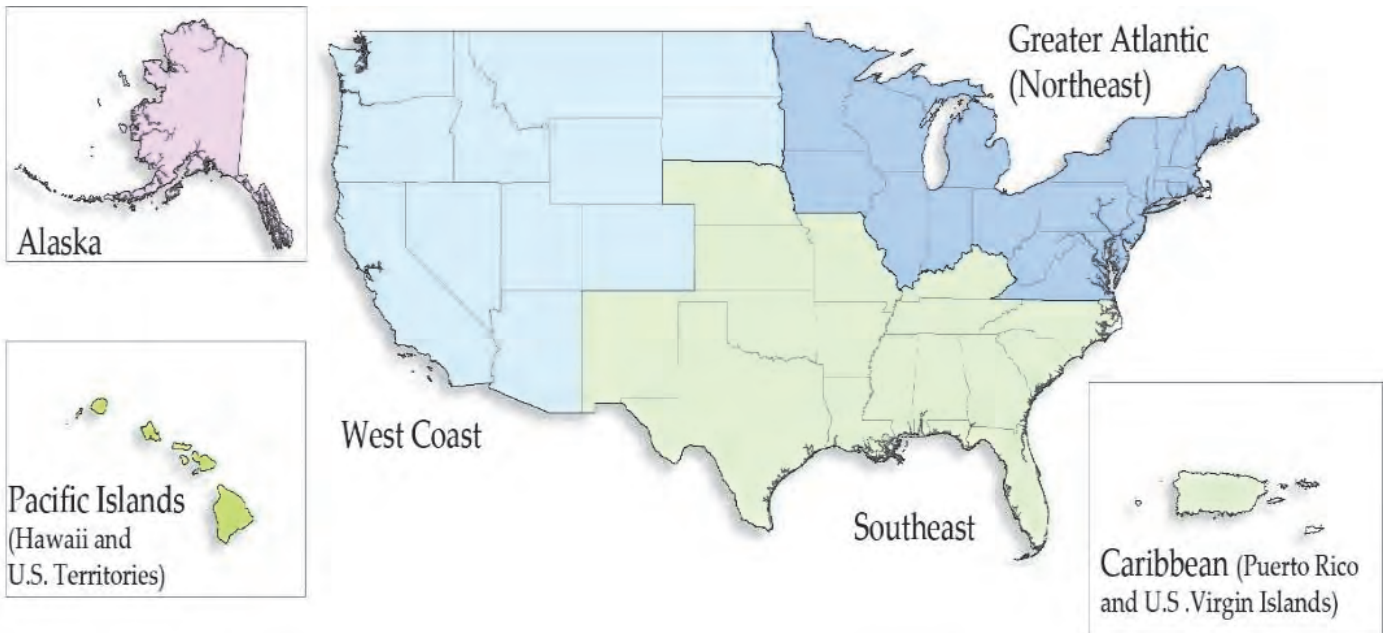 Greater Atlantic
(Northeast)
Alaska
West Coast
Pacific Islands
(Hawaii and
U.S. Territories)
Southeast
Caribbean (Puerto Rico
and U.S .Virgin Islands)